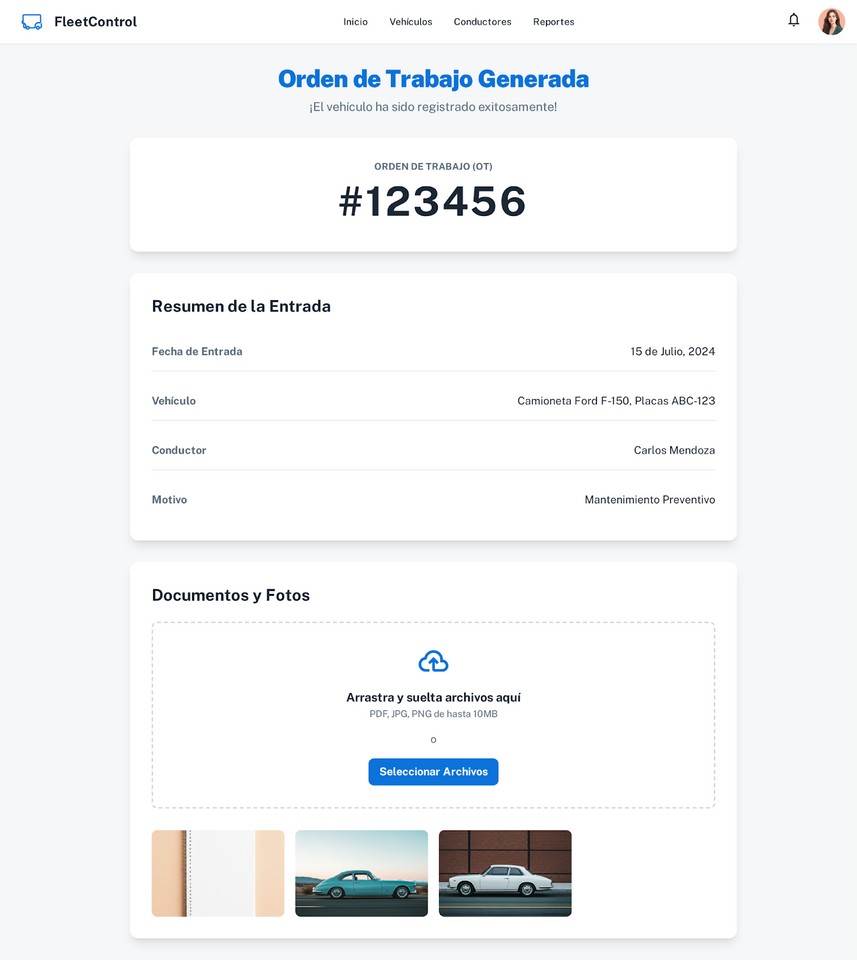 FleetControl
Inicio Vehículos Conductores Reportes
Orden de Trabajo Generada
¡El vehículo ha sido registrado exitosamente!
ORDEN DE TRABAJO (OT)
#123456
Resumen de la Entrada
Fecha de Entrada 15 de Julio, 2024
Vehículo Camioneta Ford F-150, Placas ABC-123
Conductor Carlos Mendoza
Motivo Mantenimiento Preventivo
Documentos y Fotos
Arrastra y suelta archivos aquí
PDF, JPG, PNG de hasta 10MB
o
Seleccionar Archivos